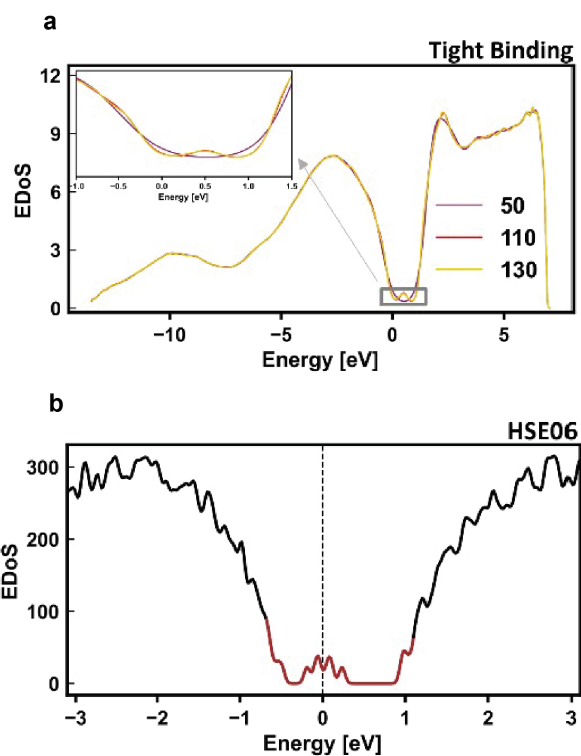 a
Tight Binding
12
9
6
3
0
EDoS
-1.0 -0.5 0.0 0.5 1.0 1.5
Energy [eV]
50
110
130
−10 −5 0 5
Energy [eV]
b
HSE06
300
200
100
0
EDoS
−3 −2 −1 0 1 2 3
Energy [eV]